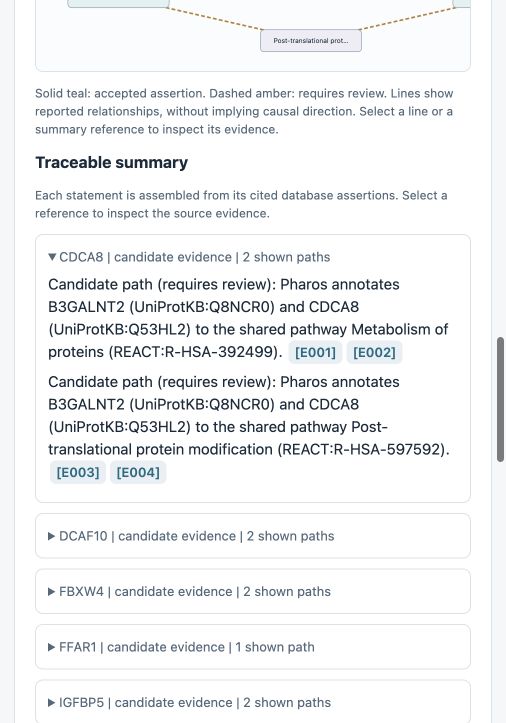 Post-translational prot...
Solid teal: accepted assertion. Dashed amber: requires review. Lines show
reported relationships, without implying causal direction. Select a line or a
summary reference to inspect its evidence.
Traceable summary
Each statement is assembled from its cited database assertions. Select a
reference to inspect the source evidence.
▼CDCA8 | candidate evidence | 2 shown paths
Candidate path (requires review): Pharos annotates
B3GALNT2 (UniProtKB:Q8NCR0) and CDCA8
(UniProtKB:Q53HL2) to the shared pathway Metabolism of
proteins (REACT:R-HSA-392499). [E001] [E002]
Candidate path (requires review): Pharos annotates
B3GALNT2 (UniProtKB:Q8NCR0) and CDCA8
(UniProtKB:Q53HL2) to the shared pathway Post-
translational protein modification (REACT:R-HSA-597592).
[E003] [E004]
▶DCAF10 | candidate evidence | 2 shown paths
▶FBXW4 | candidate evidence | 2 shown paths
▶FFAR1 | candidate evidence | 1 shown path
▶IGFBP5 | candidate evidence | 2 shown paths